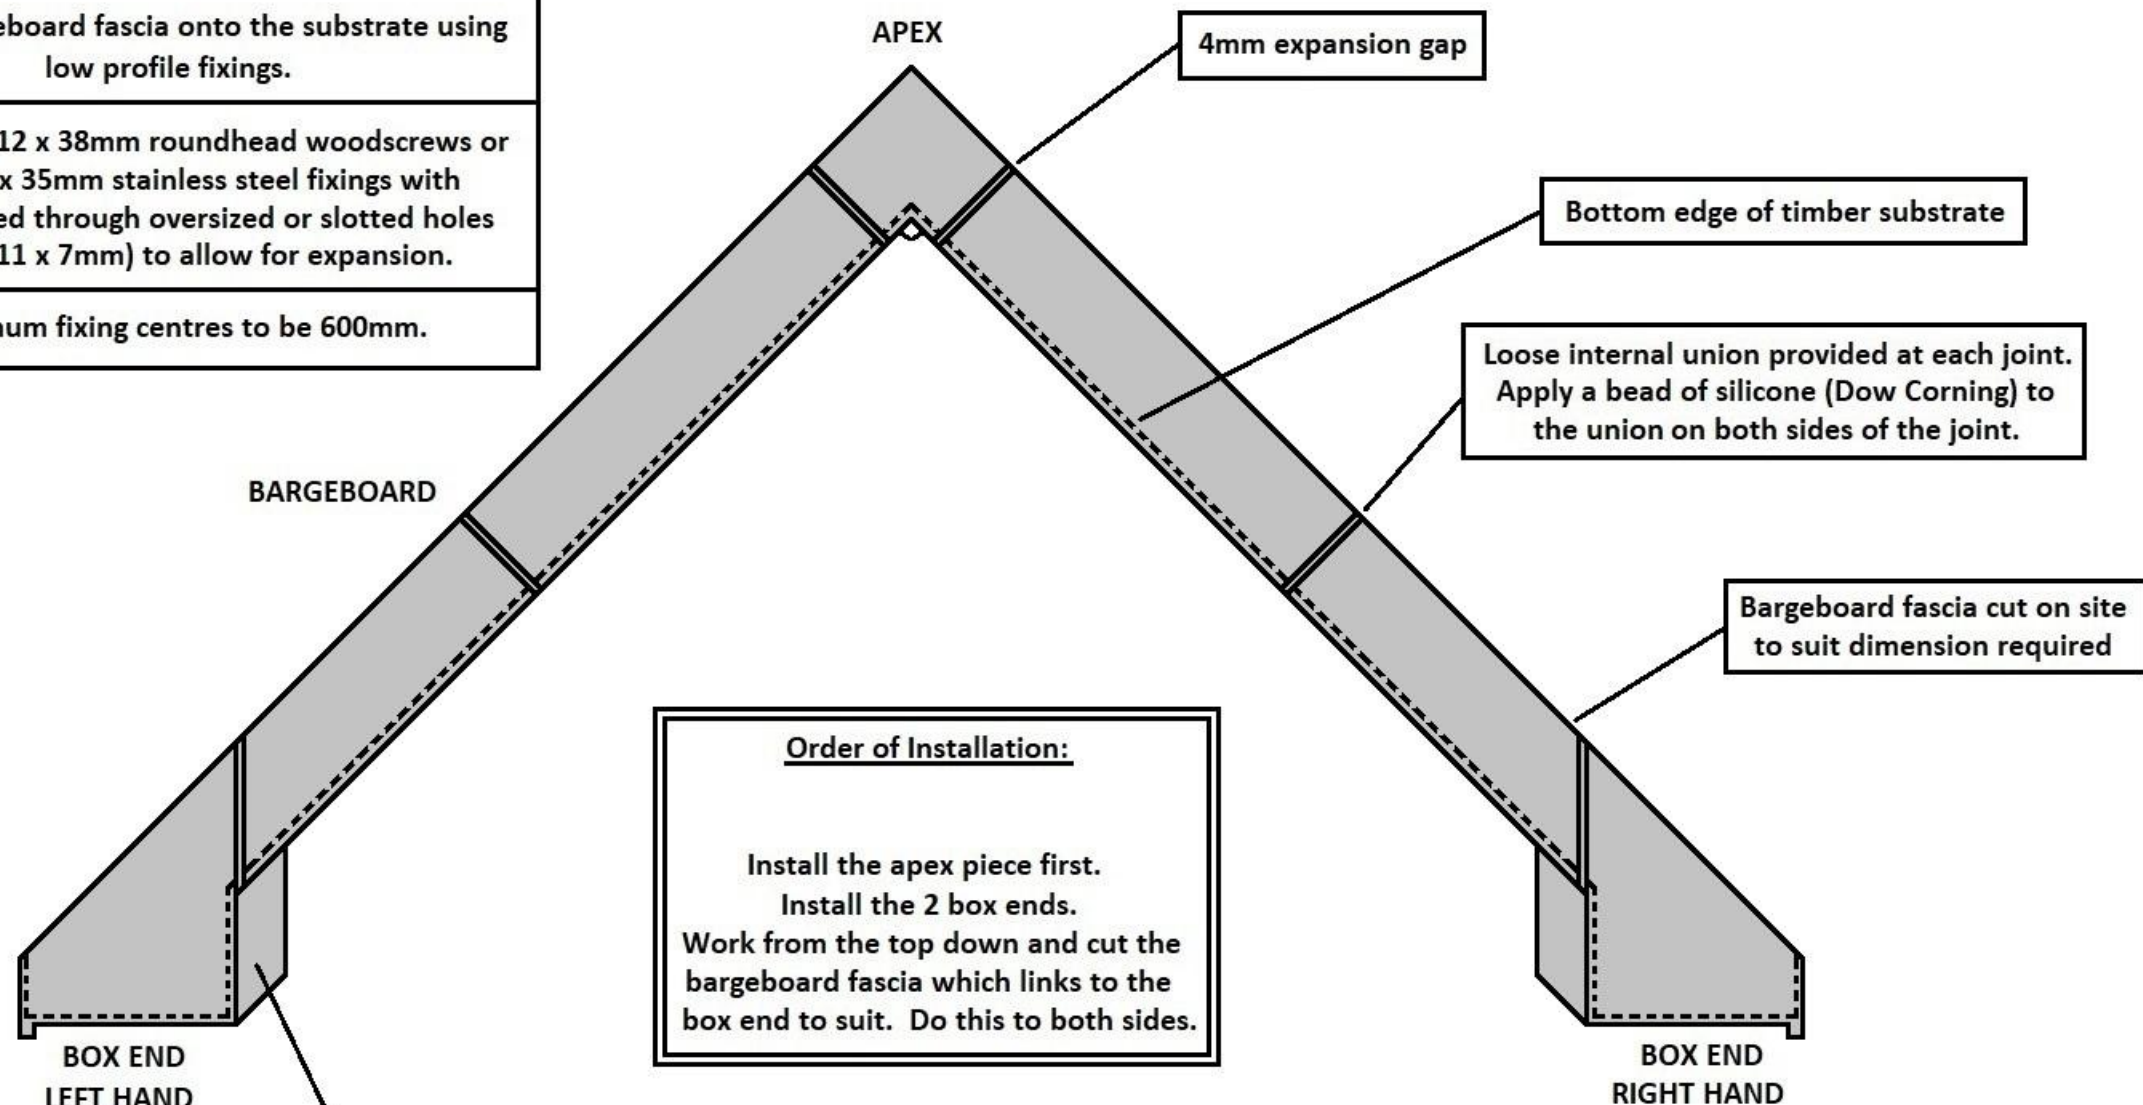 eboard fascia onto the substrate using
low profile fixings.
12 x 38mm roundhead woodscrews or
x 35mm stainless steel fixings with
ed through oversized or slotted holes
11 x 7mm) to allow for expansion.
um fixing centres to be 600mm.
APEX
4mm expansion gap
Bottom edge of timber substrate
Loose internal union provided at each joint.
Apply a bead of silicone (Dow Corning) to
the union on both sides of the joint.
BARGEBOARD
Bargeboard fascia cut on site
to suit dimension required
Order of Installation:
Install the apex piece first.
Install the 2 box ends.
Work from the top down and cut the
bargeboard fascia which links to the
box end to suit.  Do this to both sides.
BOX END
LEFT HAND
BOX END
RIGHT HAND